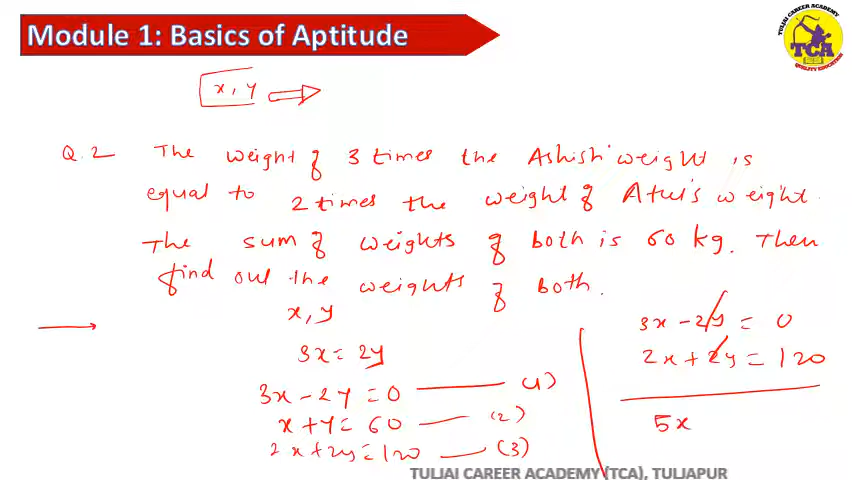 Module 1: Basics of Aptitude
TULJAI CAREER ACADEMY
TCA
QUALITY EDUCATION
x, y
Q.2 The weight of 3 times the Ashish' weight is
equal to 2 times the weight of Atul's weight.
The sum of weights of both is 60 kg. Then
find out the weights of both.
x, y
3x = 2y
3x - 2y = 0 (1)
x + y = 60 (2)
2x + 2y = 120 (3)
3x - 2y = 0
2x + 2y = 120
5x
TULJAI CAREER ACADEMY (TCA), TULJAPUR